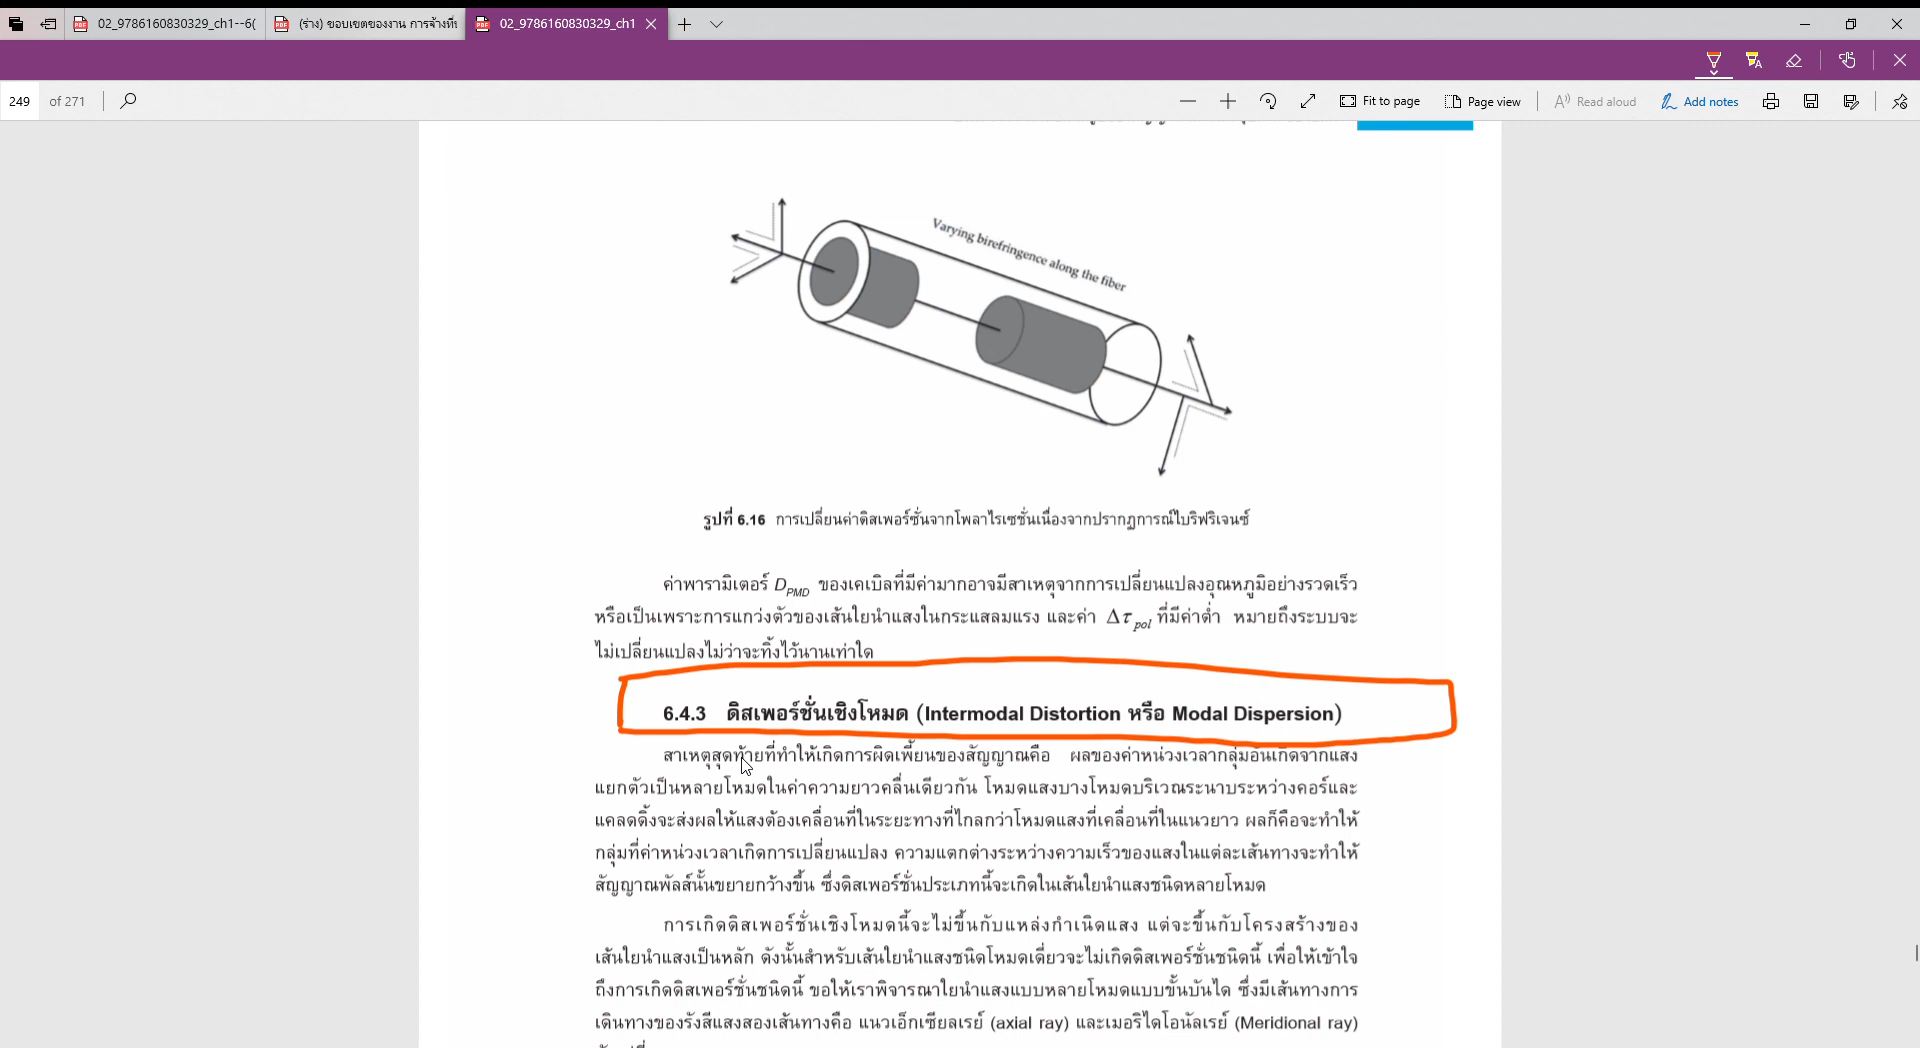 02_9786160830329_ch1--6(
(ร่าง) ขอบเขตของงาน การจ้างที่ป
02_9786160830329_ch1
249 of 271
Fit to page
Page view
Read aloud
Add notes
Varying birefringence along the fiber
รูปที่ 6.16 การเปลี่ยนค่าดิสเพอร์ซั่นจากโพลาไรเซชั่นเนื่องจากปรากฏการณ์ไบริฟริเจนซ์
ค่าพารามิเตอร์ D PMD ของเคเบิลที่มีค่ามากอาจมีสาเหตุจากการเปลี่ยนแปลงอุณหภูมิอย่างรวดเร็ว
หรือเป็นเพราะการแกว่งตัวของเส้นใยนำแสงในกระแสลมแรง และค่า Δτ pol ที่มีค่าต่ำ หมายถึงระบบจะ
ไม่เปลี่ยนแปลงไม่ว่าจะทิ้งไว้นานเท่าใด
6.4.3 ดิสเพอร์ชั่นเชิงโหมด (Intermodal Distortion หรือ Modal Dispersion)
สาเหตุสุดท้ายที่ทำให้เกิดการผิดเพี้ยนของสัญญาณคือ ผลของค่าหน่วงเวลากลุ่มอันเกิดจากแสง
แยกตัวเป็นหลายโหมดในค่าความยาวคลื่นเดียวกัน โหมดแสงบางโหมดบริเวณระนาบระหว่างคอร์และ
แคลดดิ้งจะส่งผลให้แสงต้องเคลื่อนที่ในระยะทางที่ไกลกว่าโหมดแสงที่เคลื่อนที่ในแนวยาว ผลก็คือจะทำให้
กลุ่มที่ค่าหน่วงเวลาเกิดการเปลี่ยนแปลง ความแตกต่างระหว่างความเร็วของแสงในแต่ละเส้นทางจะทำให้
สัญญาณพัลส์นั้นขยายกว้างขึ้น ซึ่งดิสเพอร์ชั่นประเภทนี้จะเกิดในเส้นใยนำแสงชนิดหลายโหมด
การเกิดดิสเพอร์ชั่นเชิงโหมดนี้จะไม่ขึ้นกับแหล่งกำเนิดแสง แต่จะขึ้นกับโครงสร้างของ
เส้นใยนำแสงเป็นหลัก ดังนั้นสำหรับเส้นใยนำแสงชนิดโหมดเดี่ยวจะไม่เกิดดิสเพอร์ชั่นชนิดนี้ เพื่อให้เข้าใจ
ถึงการเกิดดิสเพอร์ชั่นชนิดนี้ ขอให้เราพิจารณาใยนำแสงแบบหลายโหมดแบบขั้นบันได ซึ่งมีเส้นทางการ
เดินทางของรังสีแสงสองเส้นทางคือ แนวเอ็กเซียลเรย์ (axial ray) และเมอริไดโอนัลเรย์ (Meridional ray)